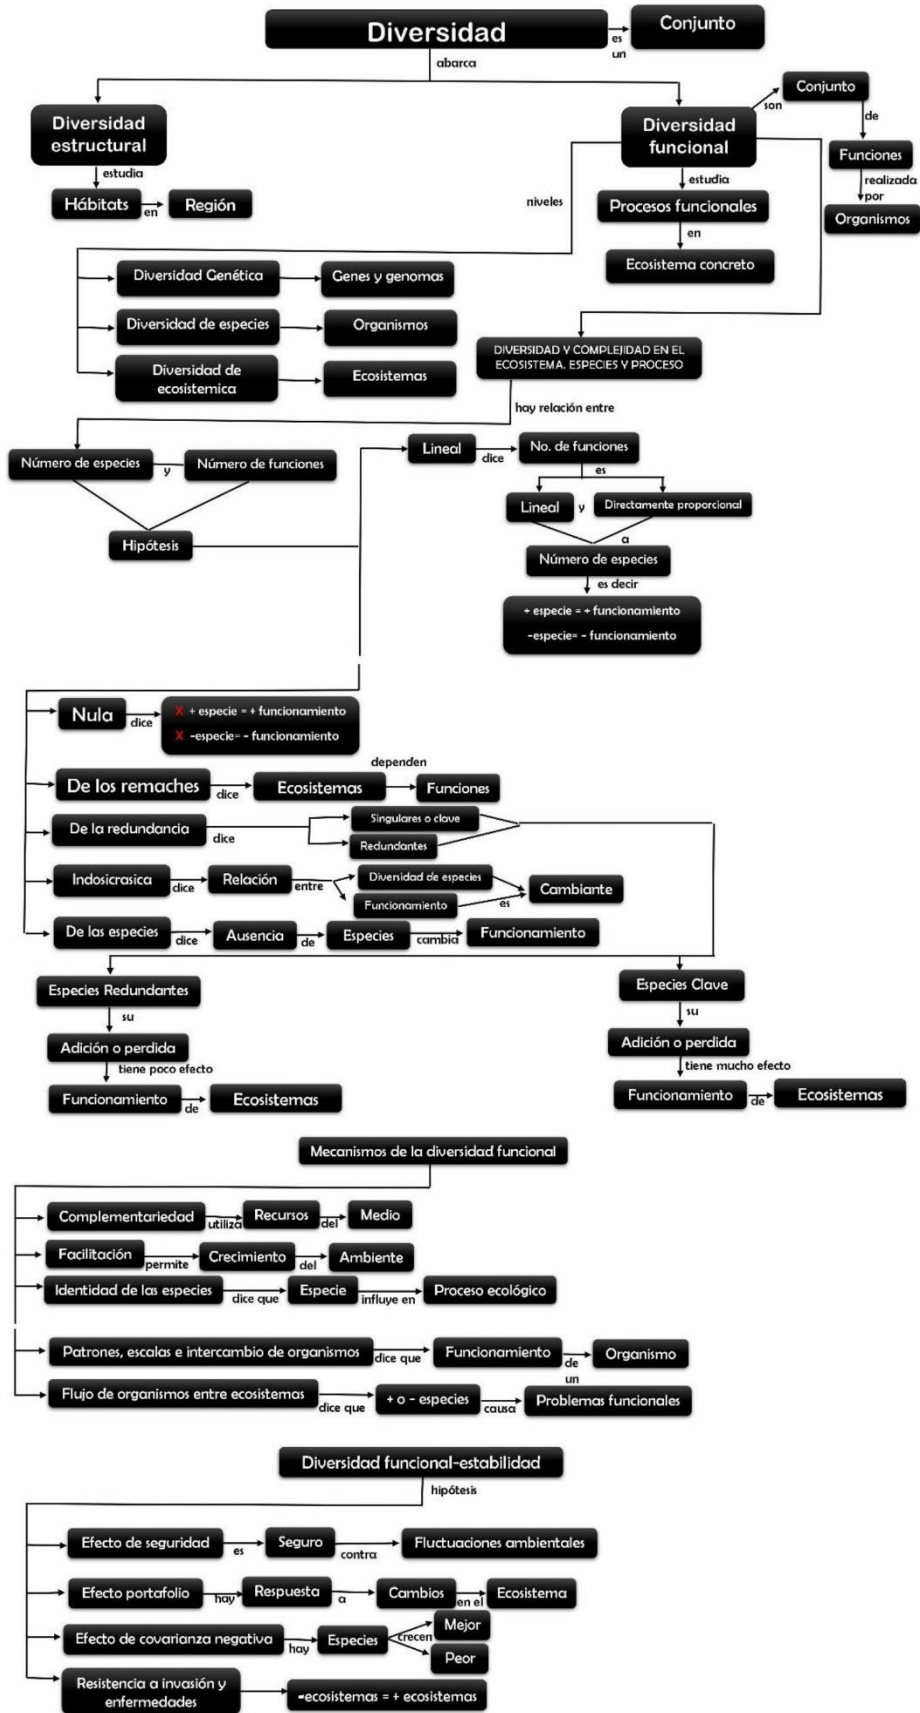 Diversidad
es
un
Conjunto
abarca
Diversidad
estructural
estudia
Hábitats
en
Región
Diversidad
funcional
son
Conjunto
de
Funciones
realizada
por
Organismos
estudia
Procesos funcionales
en
Ecosistema concreto
niveles
Diversidad Genética
Genes y genomas
Diversidad de especies
Organismos
Diversidad de
ecosistemica
Ecosistemas
DIVERSIDAD Y COMPLEJIDAD EN EL
ECOSISTEMA. ESPECIES Y PROCESO
hay relación entre
Número de especies
y
Número de funciones
Hipótesis
Lineal
dice
No. de funciones
es
Lineal
y
Directamente proporcional
a
Número de especies
es decir
+ especie = + funcionamiento
-especie= - funcionamiento
Nula
dice
X + especie = + funcionamiento
X -especie= - funcionamiento
De los remaches
dice
Ecosistemas
dependen
Funciones
De la redundancia
dice
Singulares o clave
Redundantes
Indosicrasica
dice
Relación
entre
Diversidad de especies
Funcionamiento
es
Cambiante
De las especies
dice
Ausencia
de
Especies
cambia
Funcionamiento
Especies Redundantes
su
Adición o perdida
tiene poco efecto
Funcionamiento
de
Ecosistemas
Especies Clave
su
Adición o perdida
tiene mucho efecto
Funcionamiento
de
Ecosistemas
Mecanismos de la diversidad funcional
Complementariedad
utiliza
Recursos
del
Medio
Facilitación
permite
Crecimiento
del
Ambiente
Identidad de las especies
dice que
Especie
influye en
Proceso ecológico
Patrones, escalas e intercambio de organismos
dice que
Funcionamiento
de
un
Organismo
Flujo de organismos entre ecosistemas
dice que
+ o - especies
causa
Problemas funcionales
Diversidad funcional-estabilidad
hipótesis
Efecto de seguridad
es
Seguro
contra
Fluctuaciones ambientales
Efecto portafolio
hay
Respuesta
a
Cambios
en el
Ecosistema
Efecto de covarianza negativa
hay
Especies
crecen
Mejor
Peor
Resistencia a invasión y
enfermedades
-ecosistemas = + ecosistemas